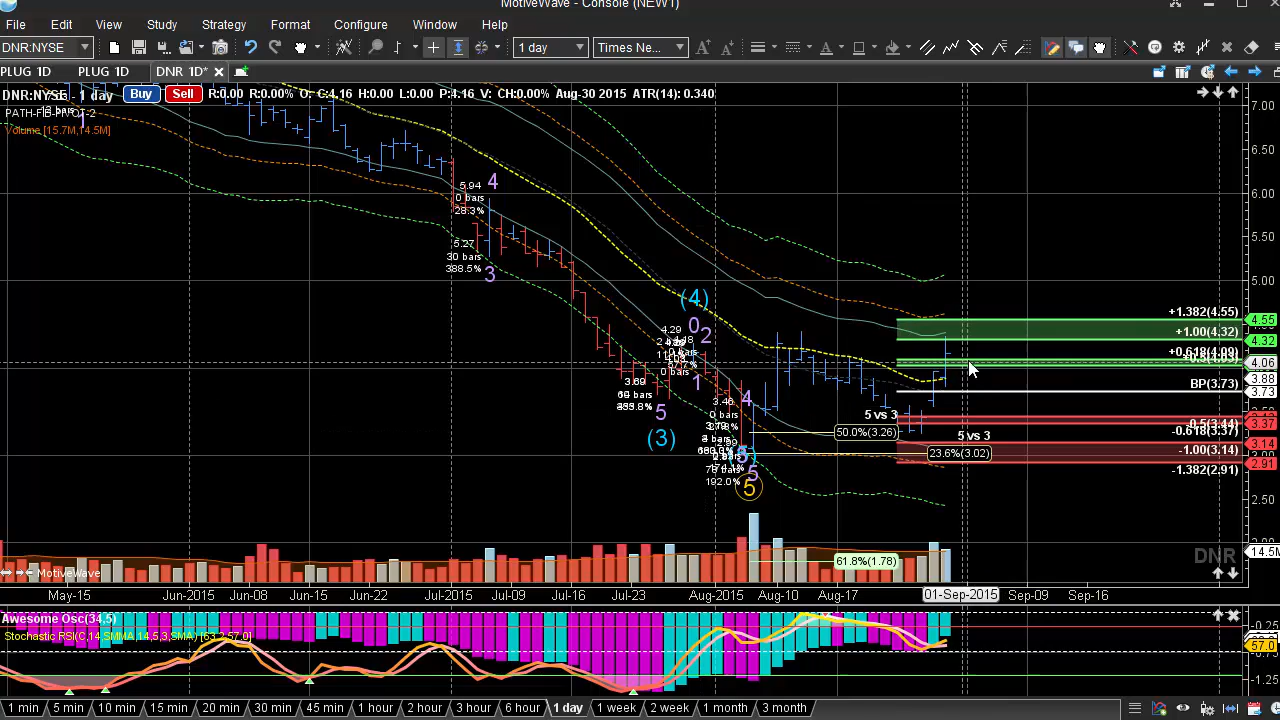 MotiveWave - Console (NEW1)
File Edit View Study Strategy Format Configure Window Help
DNR:NYSE 1 day Times Ne...
PLUG 1D PLUG 1D DNR 1D*
DNR:NYSE 1 day Buy Sell R:0.00 R:0.00% O: C:4.16 H:0.00 L:0.00 P:4.16 V: CH:0.00% Aug-30 2015 ATR(14): 0.340
PATH-FIB-PIVOT-2
Volume [15.7M,14.5M]
7.00
6.50
6.00
5.50
5.00
5.94
0 bars
28.3%
4
5.27
30 bars
388.5%
3
(4)
0
2
4.29
1
3.69
5
(3)
4
3.46
0 bars
5
192.0%
5
+1.382(4.55) 4.55
+1.00(4.32) 4.32
+0.618(4.09)
4.06
3.88
BP(3.73) 3.73
5 vs 3
50.0%(3.26)
5 vs 3
23.6%(3.02)
-0.618(3.37) 3.37
-1.00(3.14) 3.14
-1.382(2.91) 2.91
2.50
61.8%(1.78)
DNR
14.5M
MotiveWave
May-15 Jun-2015 Jun-08 Jun-15 Jun-22 Jul-2015 Jul-09 Jul-16 Jul-23 Aug-2015 Aug-10 Aug-17 01-Sep-2015 Sep-09 Sep-16
Awesome Osc(34,5)
Stochastic RSI(C,14,SMMA,14,5,3,SMA) [63.2,57.0]
-0.25
57.0
-1.25
1 min 5 min 10 min 15 min 20 min 30 min 1 hour 2 hour 3 hour 6 hour 1 day 1 week 2 week 1 month 3 month